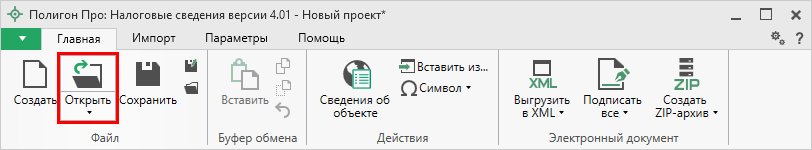 Полигон Про: Налоговые сведения версии 4.01 - Новый проект*
Главная Импорт Параметры Помощь
?
Создать Открыть Сохранить
Вставить
Сведения об
объекте
Вставить из...
Ω Символ
XML
Выгрузить
в XML
Подписать
все
ZIP
Создать
ZIP-архив
Файл Буфер обмена Действия Электронный документ